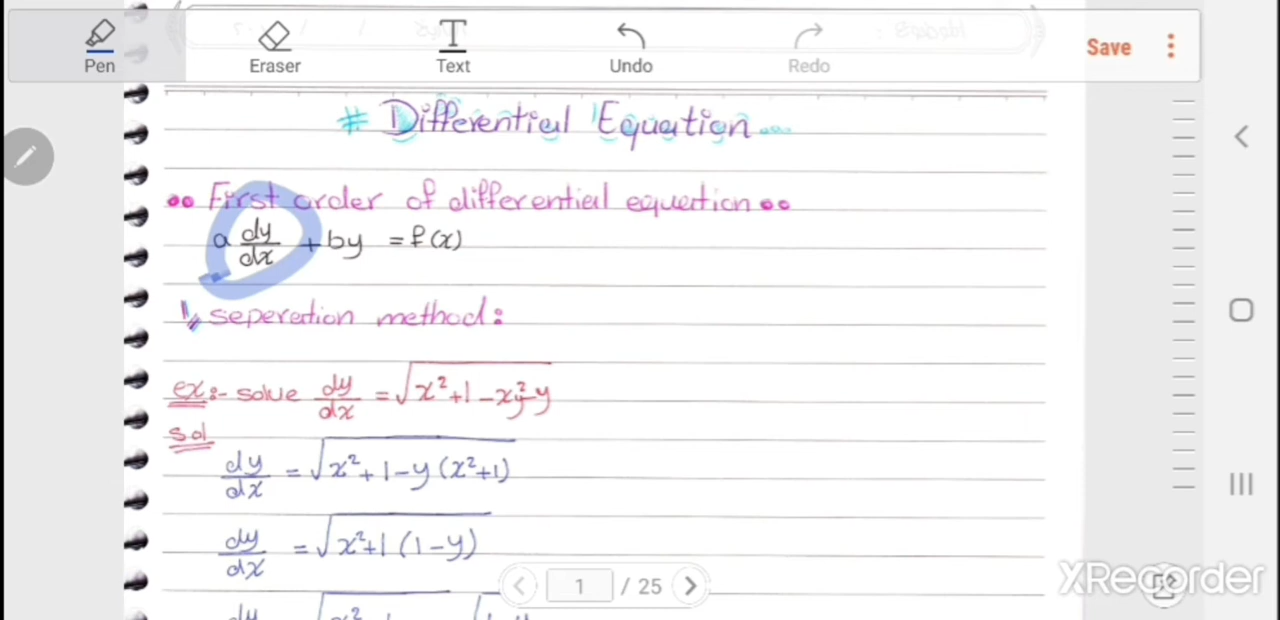 Pen
Eraser
Text
Undo
Redo
Save
# Differential Equation...
•• First order of differential equation ••
a dy/dx + by = f(x)
1, seperation method:
ex:- solve dy/dx = √x²+1-x²y-y
sol
dy/dx = √x²+1-y(x²+1)
dy/dx = √x²+1(1-y)
1 / 25
XRecorder